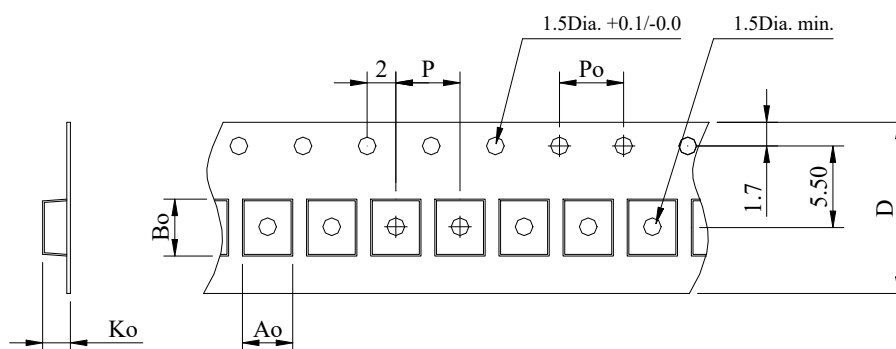 1.5Dia. +0.1/-0.0
1.5Dia. min.
2
P
Po
1.7
5.50
D
Bo
Ko
Ao